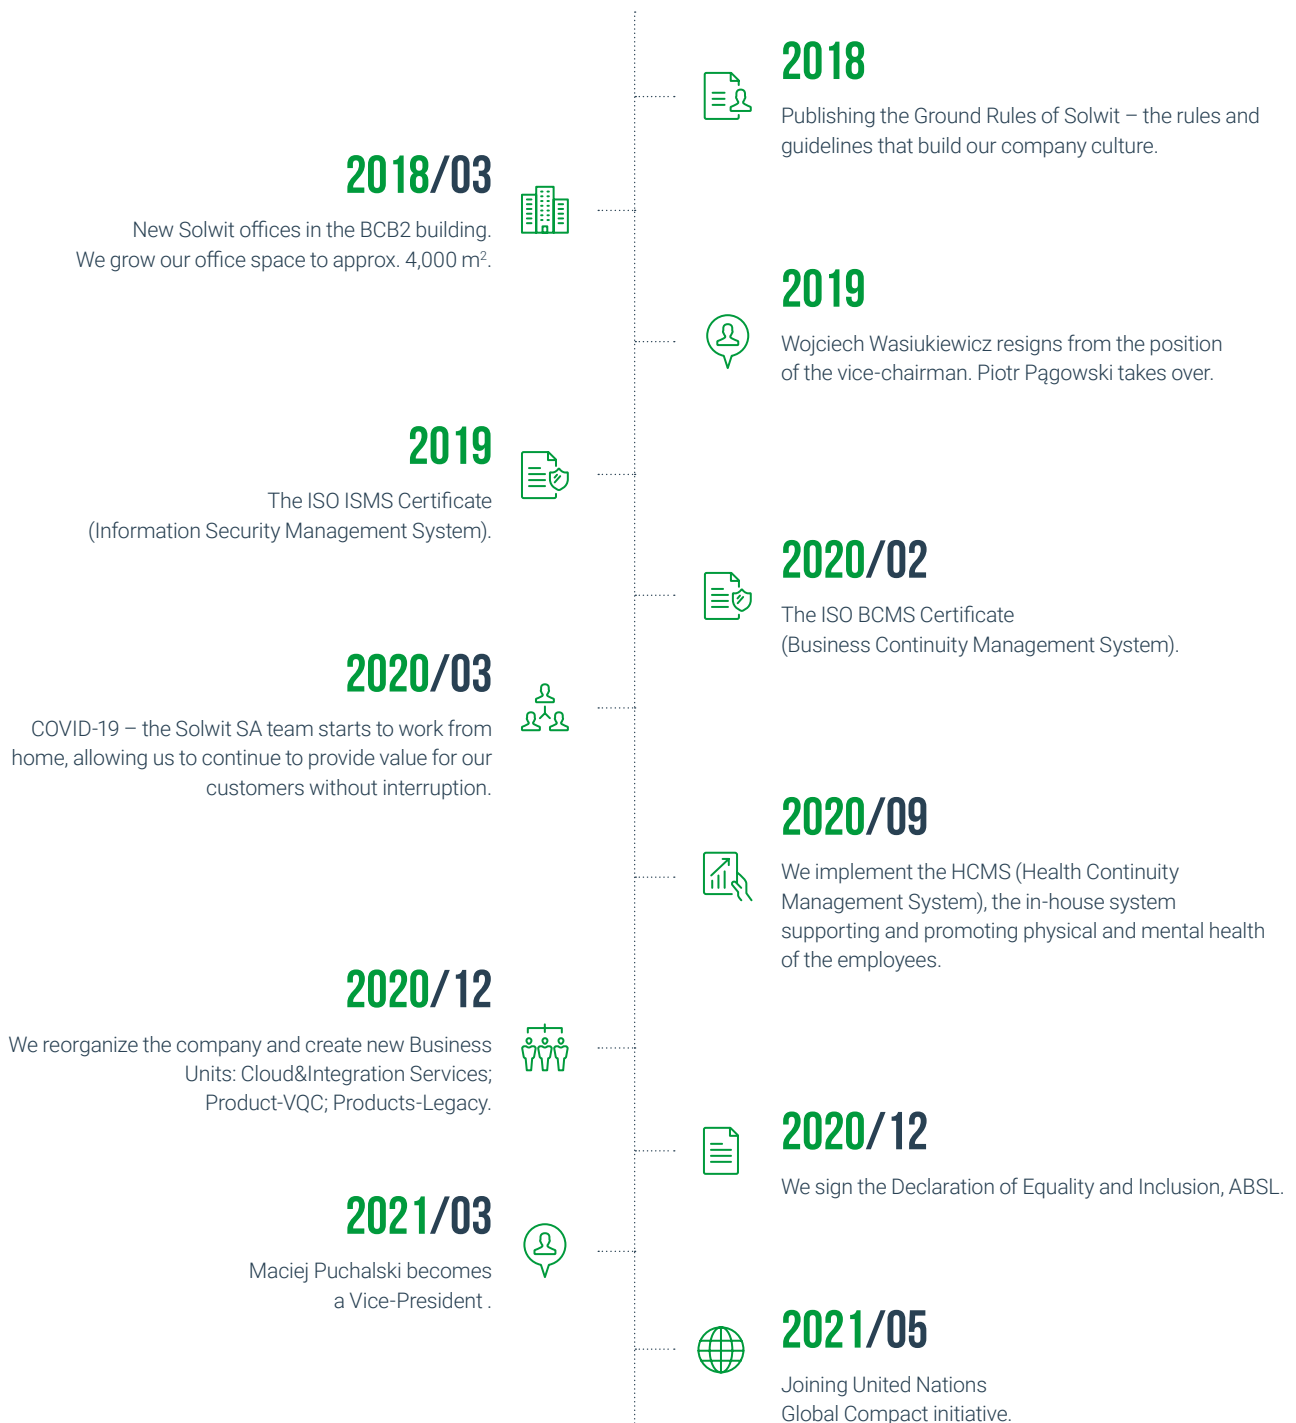 2018
Publishing the Ground Rules of Solwit – the rules and
guidelines that build our company culture.
2018/03
New Solwit offices in the BCB2 building.
We grow our office space to approx. 4,000 m².
2019
Wojciech Wasiukiewicz resigns from the position
of the vice-chairman. Piotr Pągowski takes over.
2019
The ISO ISMS Certificate
(Information Security Management System).
2020/02
The ISO BCMS Certificate
(Business Continuity Management System).
2020/03
COVID-19 – the Solwit SA team starts to work from
home, allowing us to continue to provide value for our
customers without interruption.
2020/09
We implement the HCMS (Health Continuity
Management System), the in-house system
supporting and promoting physical and mental health
of the employees.
2020/12
We reorganize the company and create new Business
Units: Cloud&Integration Services;
Product-VQC; Products-Legacy.
2020/12
We sign the Declaration of Equality and Inclusion, ABSL.
2021/03
Maciej Puchalski becomes
a Vice-President .
2021/05
Joining United Nations
Global Compact initiative.